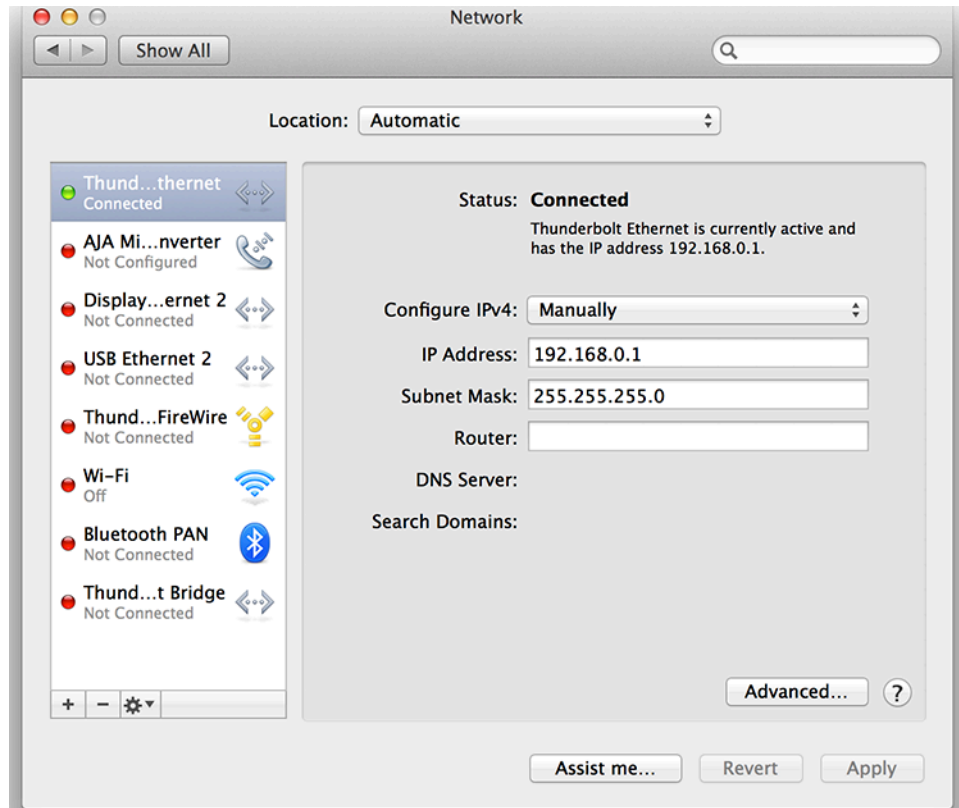 Network
Show All
Location: Automatic
Thund...thernet
Connected
AJA Mi...nverter
Not Configured
Display...ernet 2
Not Connected
USB Ethernet 2
Not Connected
Thund...FireWire
Not Connected
Wi-Fi
Off
Bluetooth PAN
Not Connected
Thund...t Bridge
Not Connected
Status: Connected
Thunderbolt Ethernet is currently active and
has the IP address 192.168.0.1.
Configure IPv4: Manually
IP Address: 192.168.0.1
Subnet Mask: 255.255.255.0
Router:
DNS Server:
Search Domains:
Advanced... ?
Assist me... Revert Apply